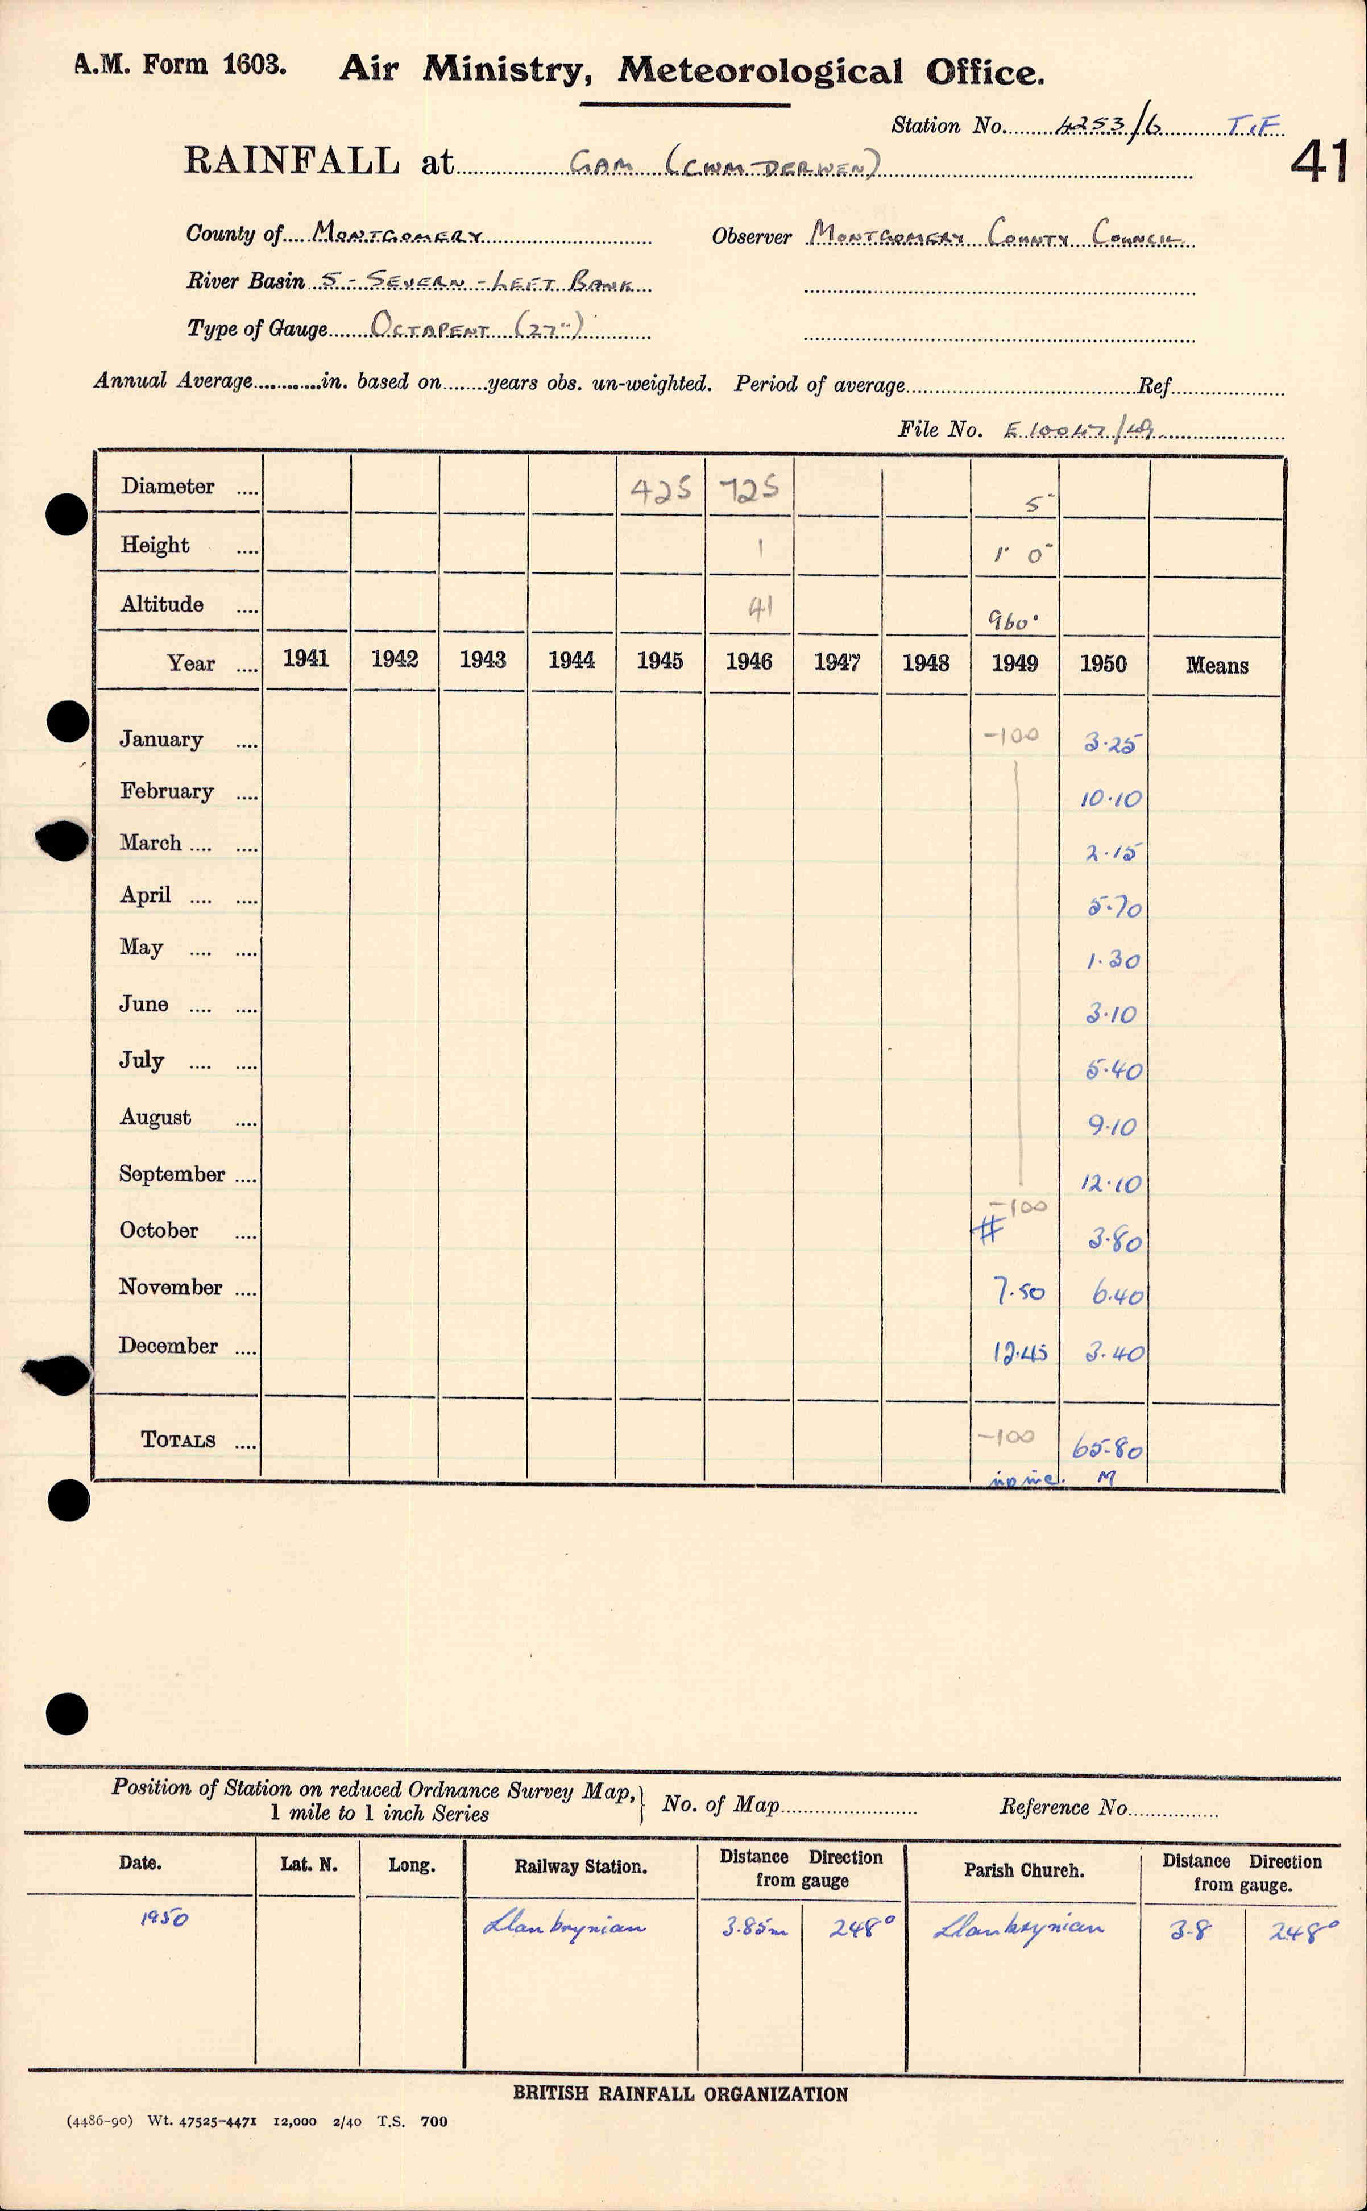 A.M. Form 1603. Air Ministry, Meteorological Office.
Station No. 4253/6 T.F.
41
RAINFALL at GAM (CWM-DERWEN)
County of MONTGOMERY Observer MONTGOMERY COUNTY COUNCIL
River Basin 5 - SEVERN - LEFT BANK
Type of Gauge OCTAPENT (27")
Annual Average in. based on years obs. un-weighted. Period of average Ref.
File No. E 10047/49
Diameter 425 725 5"
Height 1 1' 0"
Altitude 41 960'
Year 1941 1942 1943 1944 1945 1946 1947 1948 1949 1950 Means
January -100 3.25
February 10.10
March 2.15
April 5.70
May 1.30
June 3.10
July 5.40
August 9.10
September 12.10
-100
October # 3.80
November 7.50 6.40
December 12.45 3.40
TOTALS -100 65.80
M
Position of Station on reduced Ordnance Survey Map, } No. of Map Reference No.
1 mile to 1 inch Series
Date. Lat. N. Long. Railway Station. Distance Direction from gauge Parish Church. Distance Direction from gauge.
1950 Llanbrynian 3.85m 248° Llanbrynian 3.8 248°
BRITISH RAINFALL ORGANIZATION
(4486-90) Wt. 47525-4471 12,000 2/40 T.S. 700